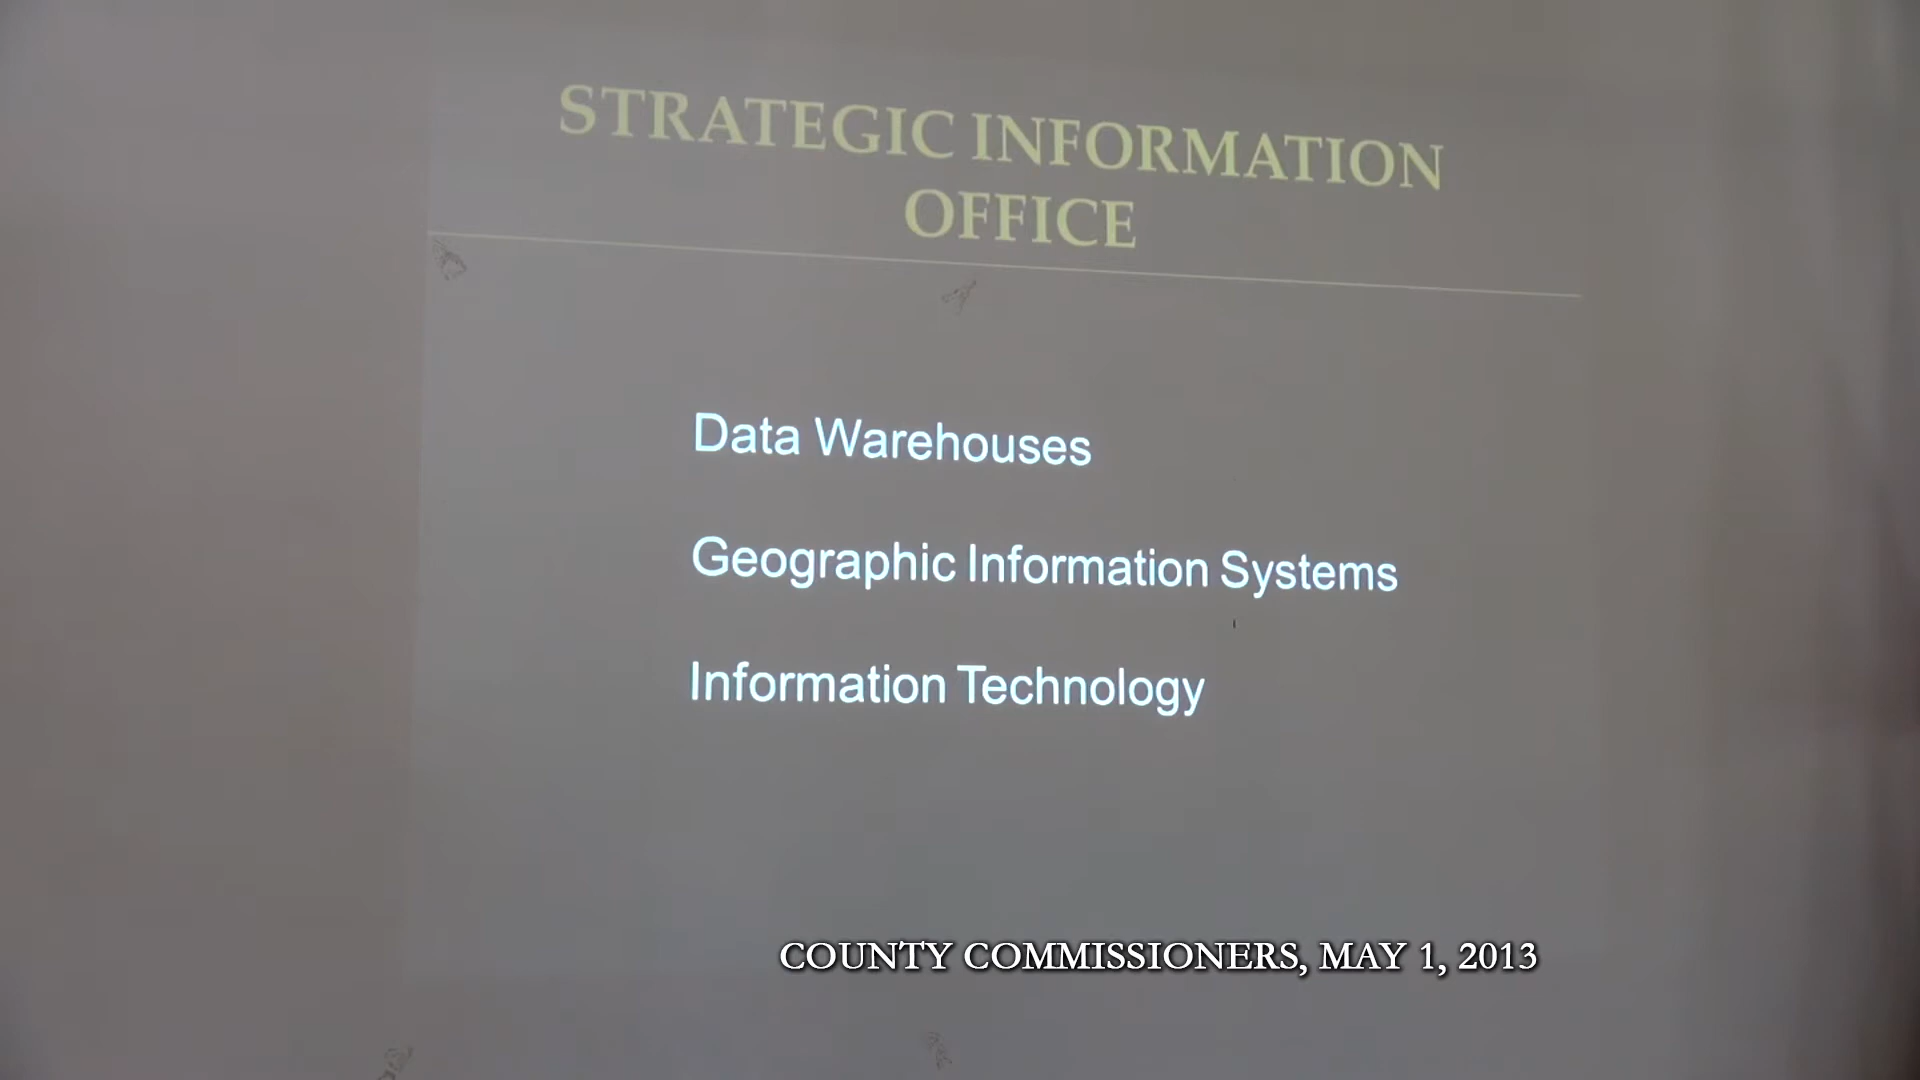 STRATEGIC INFORMATION
OFFICE
Data Warehouses
Geographic Information Systems
Information Technology
COUNTY COMMISSIONERS, MAY 1, 2013